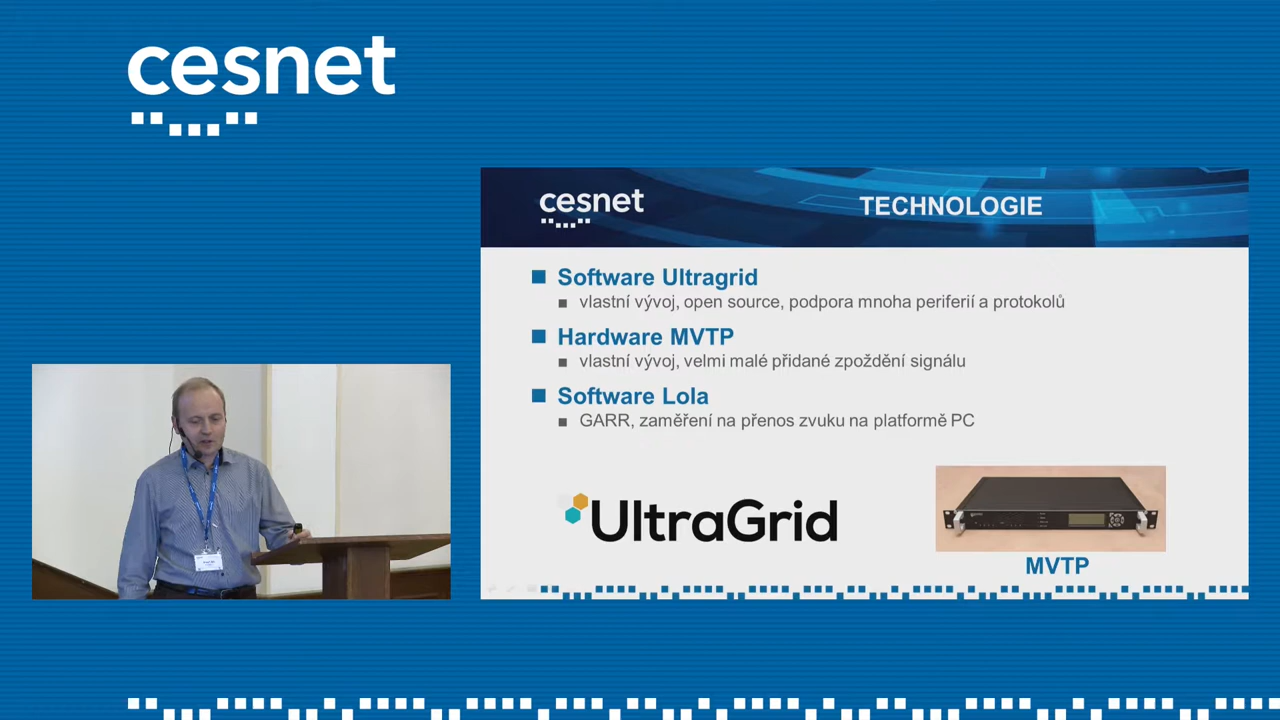 cesnet
cesnet
TECHNOLOGIE
Software Ultragrid
vlastní vývoj, open source, podpora mnoha periferií a protokolů
Hardware MVTP
vlastní vývoj, velmi malé přidané zpoždění signálu
Software Lola
GARR, zaměření na přenos zvuku na platformě PC
UltraGrid
MVTP